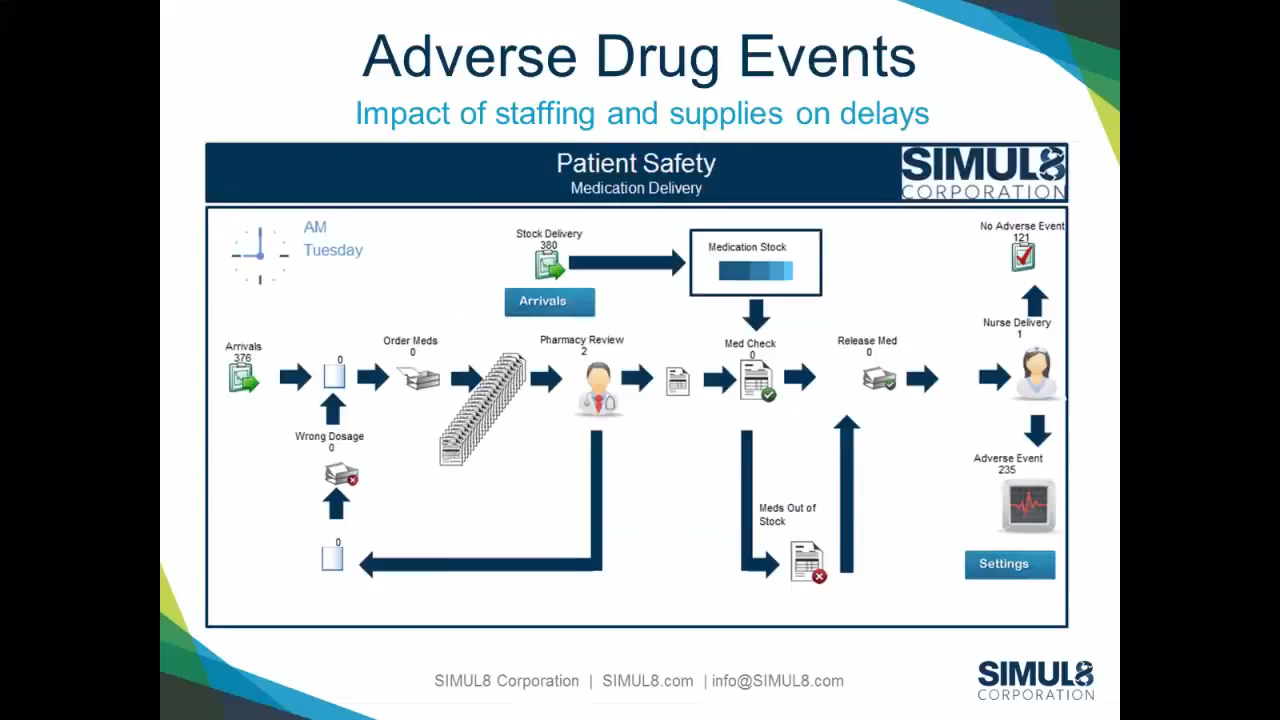 Adverse Drug Events
Impact of staffing and supplies on delays
Patient Safety
Medication Delivery
SIMUL8
CORPORATION
AM
Tuesday
Stock Delivery
380
Arrivals
Medication Stock
No Adverse Event
121
Arrivals
376
0
Order Meds
0
Pharmacy Review
2
Med Check
0
Release Med
0
Nurse Delivery
1
Wrong Dosage
0
0
Meds Out of
Stock
Adverse Event
235
Settings
SIMUL8 Corporation | SIMUL8.com | info@SIMUL8.com
SIMUL8
CORPORATION